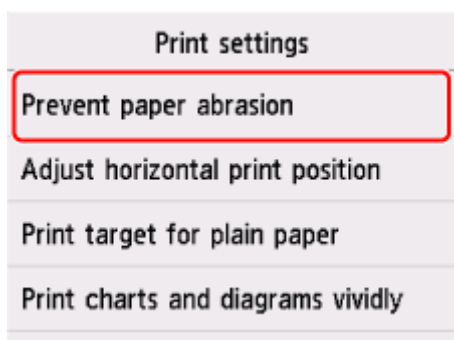 Print settings
Prevent paper abrasion
Adjust horizontal print position
Print target for plain paper
Print charts and diagrams vividly